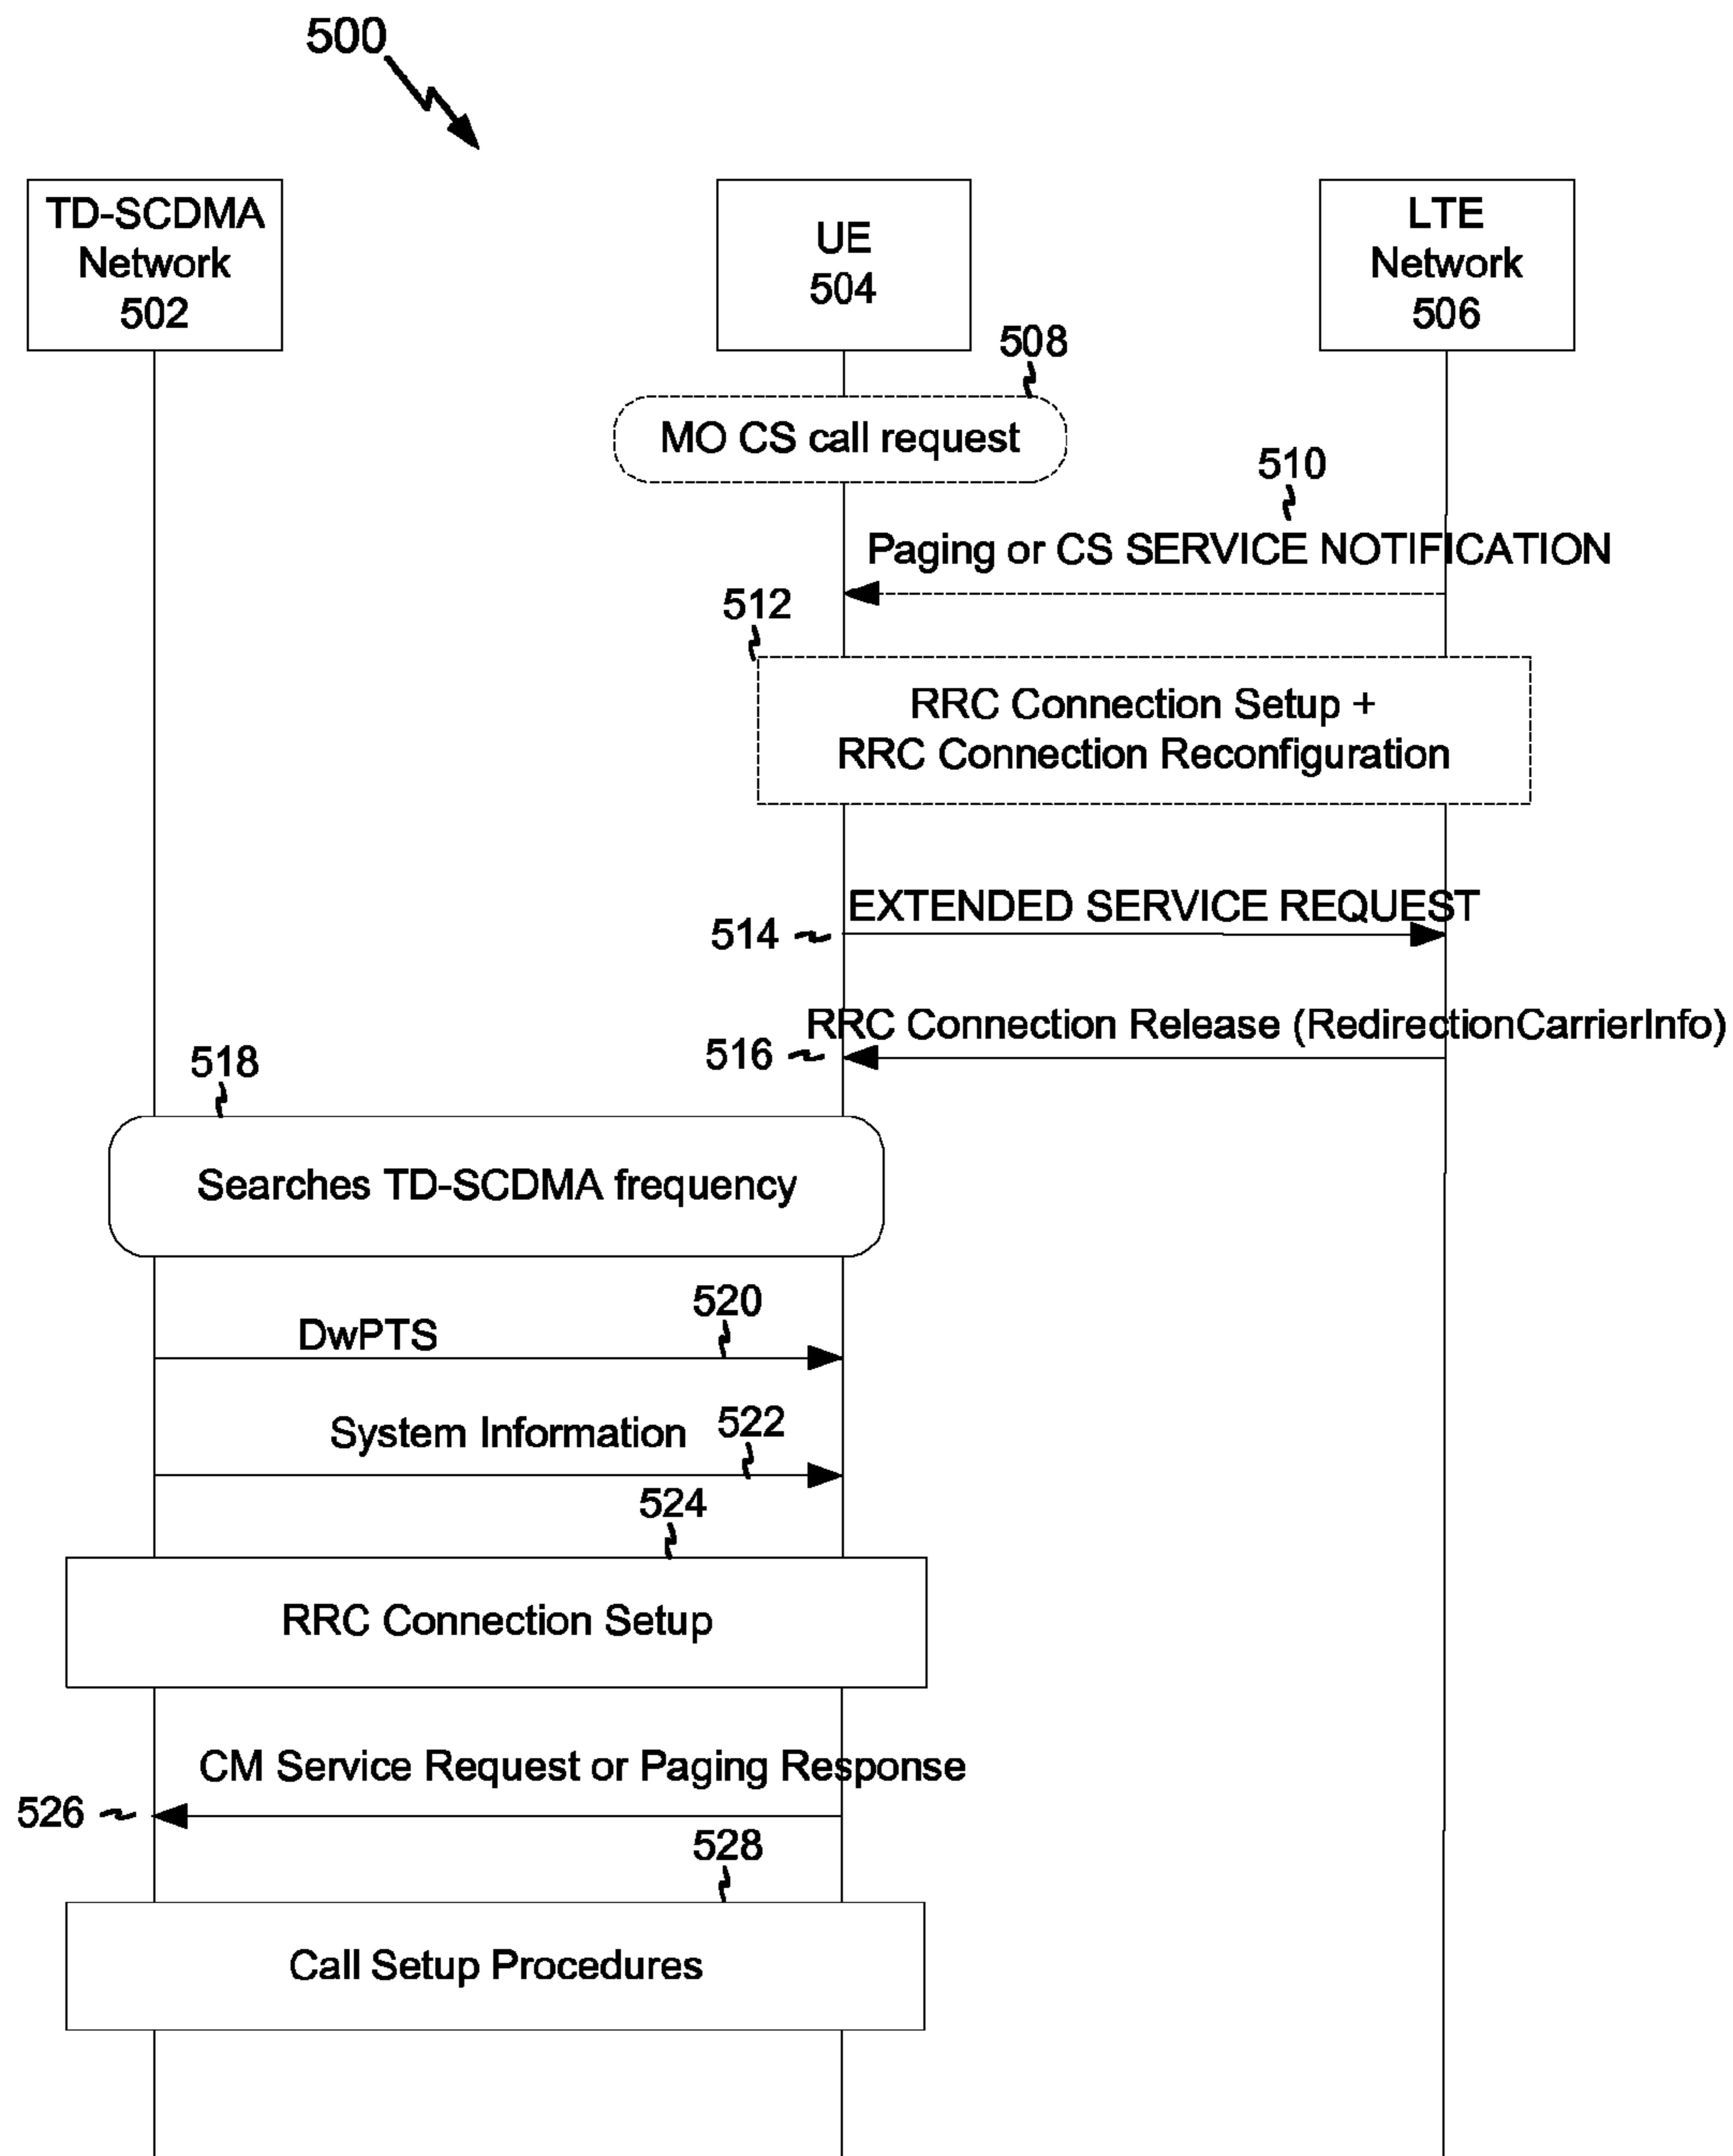 500
TD-SCDMA
Network
502
UE
504
LTE
Network
506
508
MO CS call request
510
Paging or CS SERVICE NOTIFICATION
512
RRC Connection Setup +
RRC Connection Reconfiguration
EXTENDED SERVICE REQUEST
514
RRC Connection Release (RedirectionCarrierInfo)
516
518
Searches TD-SCDMA frequency
520
DwPTS
522
System Information
524
RRC Connection Setup
CM Service Request or Paging Response
526
528
Call Setup Procedures